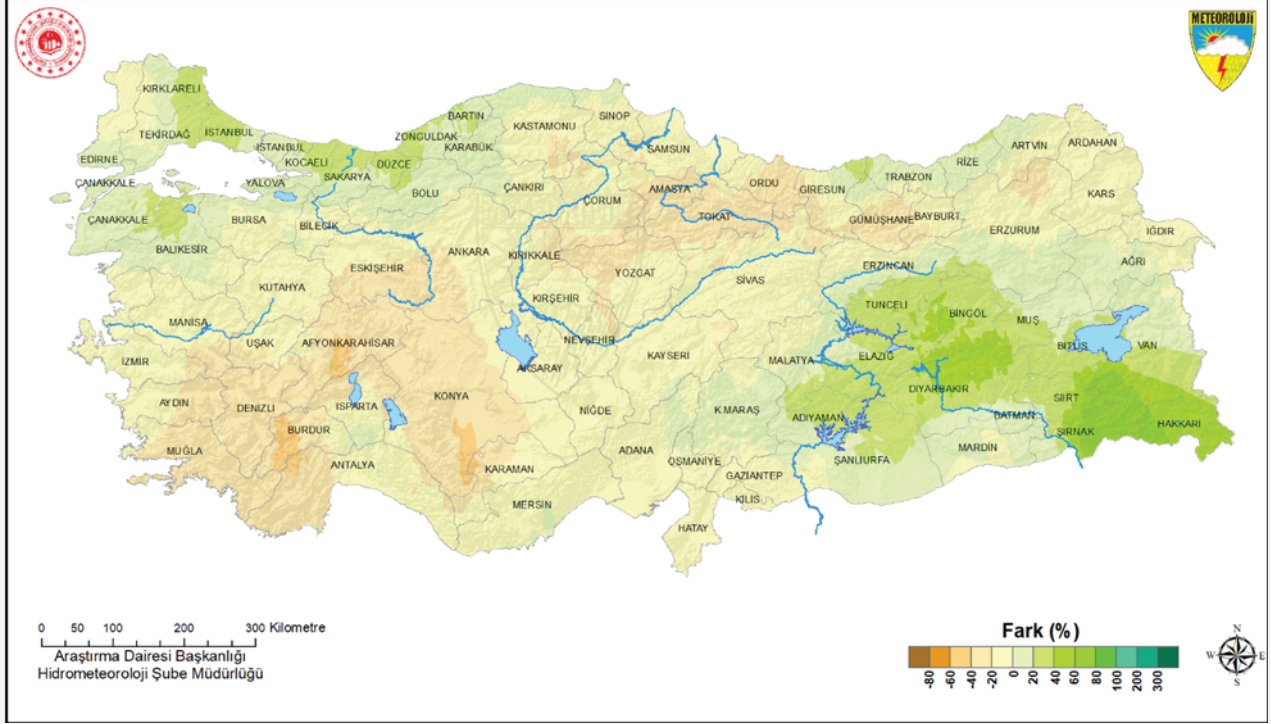 METEOROLOJİ
KIRKLARELİ
TEKİRDAĞ
İSTANBUL
EDİRNE
ÇANAKKALE
İSTANBUL
KOCAELİ
YALOVA
SAKARYA
DÜZCE
ZONGULDAK
BARTIN
KARABÜK
KASTAMONU
SİNOP
SAMSUN
BOLU
ÇANKIRI
ÇORUM
AMASYA
TOKAT
ORDU
GİRESUN
TRABZON
RİZE
ARTVİN
ARDAHAN
KARS
IĞDIR
GÜMÜŞHANE
BAYBURT
ERZURUM
AĞRI
ÇANAKKALE
BALIKESİR
BURSA
BİLECİK
ESKİŞEHİR
ANKARA
KIRIKKALE
YOZGAT
SİVAS
ERZİNCAN
KUTAHYA
KIRŞEHİR
TUNCELİ
BİNGÖL
MUŞ
BİTLİS
VAN
MANİSA
UŞAK
AFYONKARAHİSAR
NEVŞEHİR
KAYSERİ
MALATYA
ELAZIĞ
İZMİR
AKSARAY
DİYARBAKIR
AYDIN
DENİZLİ
ISPARTA
KONYA
NİĞDE
K.MARAŞ
ADIYAMAN
BATMAN
SİİRT
ŞIRNAK
HAKKARİ
BURDUR
MUĞLA
ANTALYA
KARAMAN
ADANA
OSMANİYE
GAZİANTEP
ŞANLIURFA
MARDİN
MERSİN
KİLİS
HATAY
0 50 100 200 300 Kilometre
Araştırma Dairesi Başkanlığı
Hidrometeoroloji Şube Müdürlüğü
Fark (%)
-80 -60 -40 -20 0 20 40 60 80 100 200 300
N
W E
S